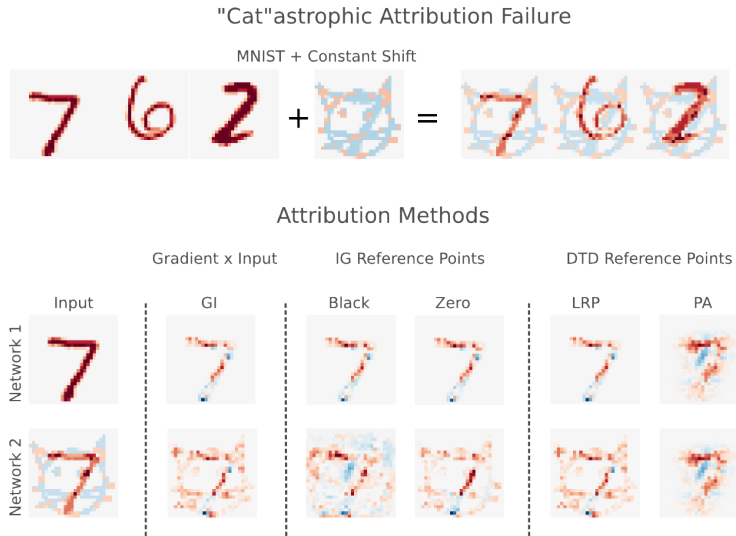 "Cat"astrophic Attribution Failure
MNIST + Constant Shift
+ =
Attribution Methods
Gradient x Input IG Reference Points DTD Reference Points
Input GI Black Zero LRP PA
Network 1
Network 2